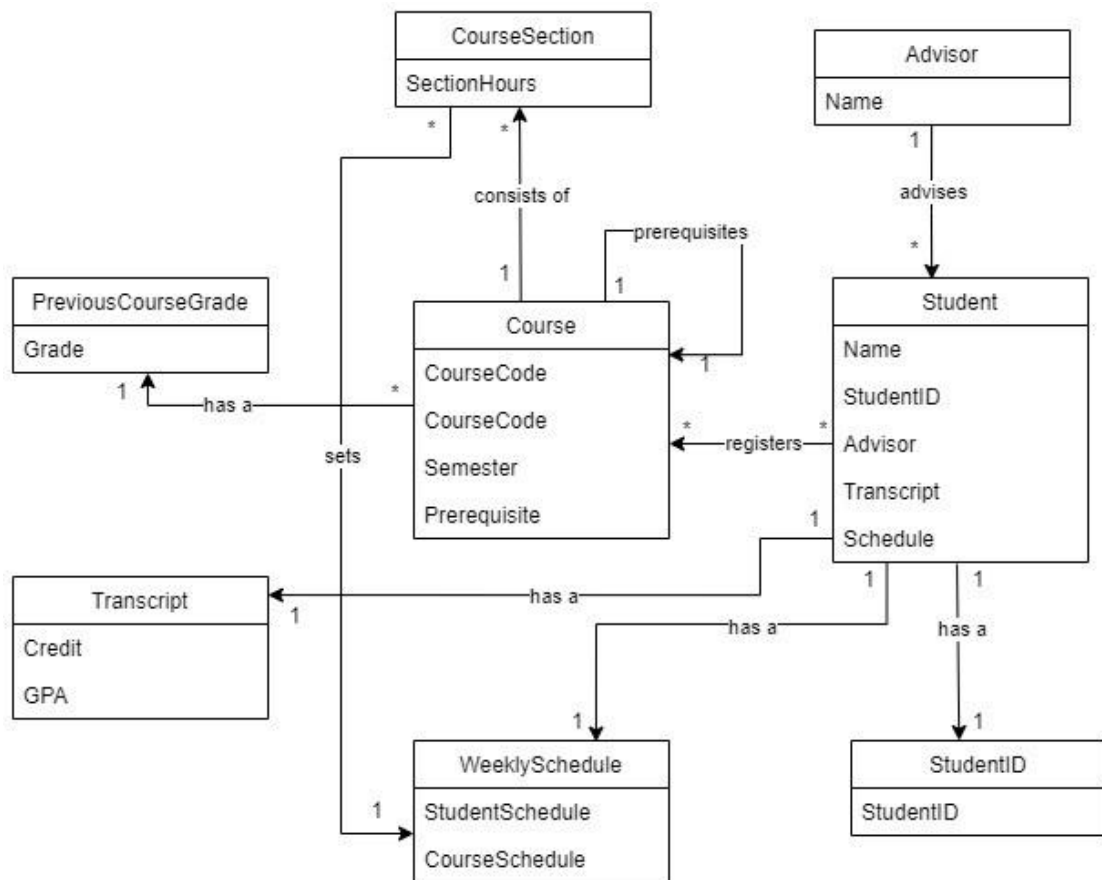 CourseSection
SectionHours
*
*
Advisor
Name
1
advises
*
consists of
1
prerequisites
1
1
PreviousCourseGrade
Grade
1
has a
*
Course
CourseCode
CourseCode
Semester
Prerequisite
*
registers
*
Student
Name
StudentID
Advisor
Transcript
Schedule
sets
1
has a
1
Transcript
Credit
GPA
1
has a
1
1
has a
1
WeeklySchedule
StudentSchedule
CourseSchedule
1
StudentID
StudentID